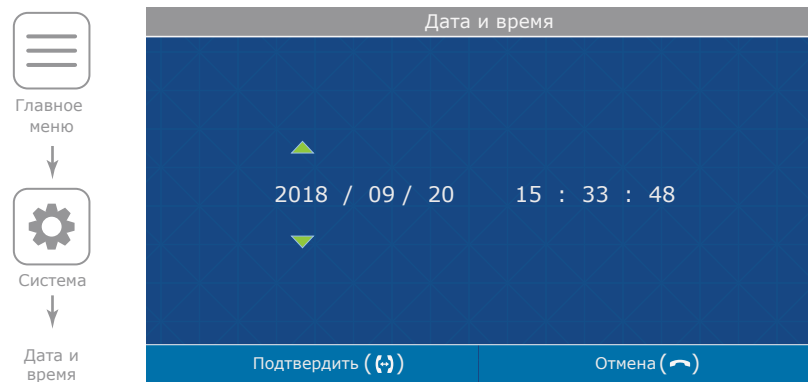 Дата и время
Главное
меню
2018 / 09 / 20 15 : 33 : 48
Система
Дата и
время
Подтвердить ( ) Отмена ( )